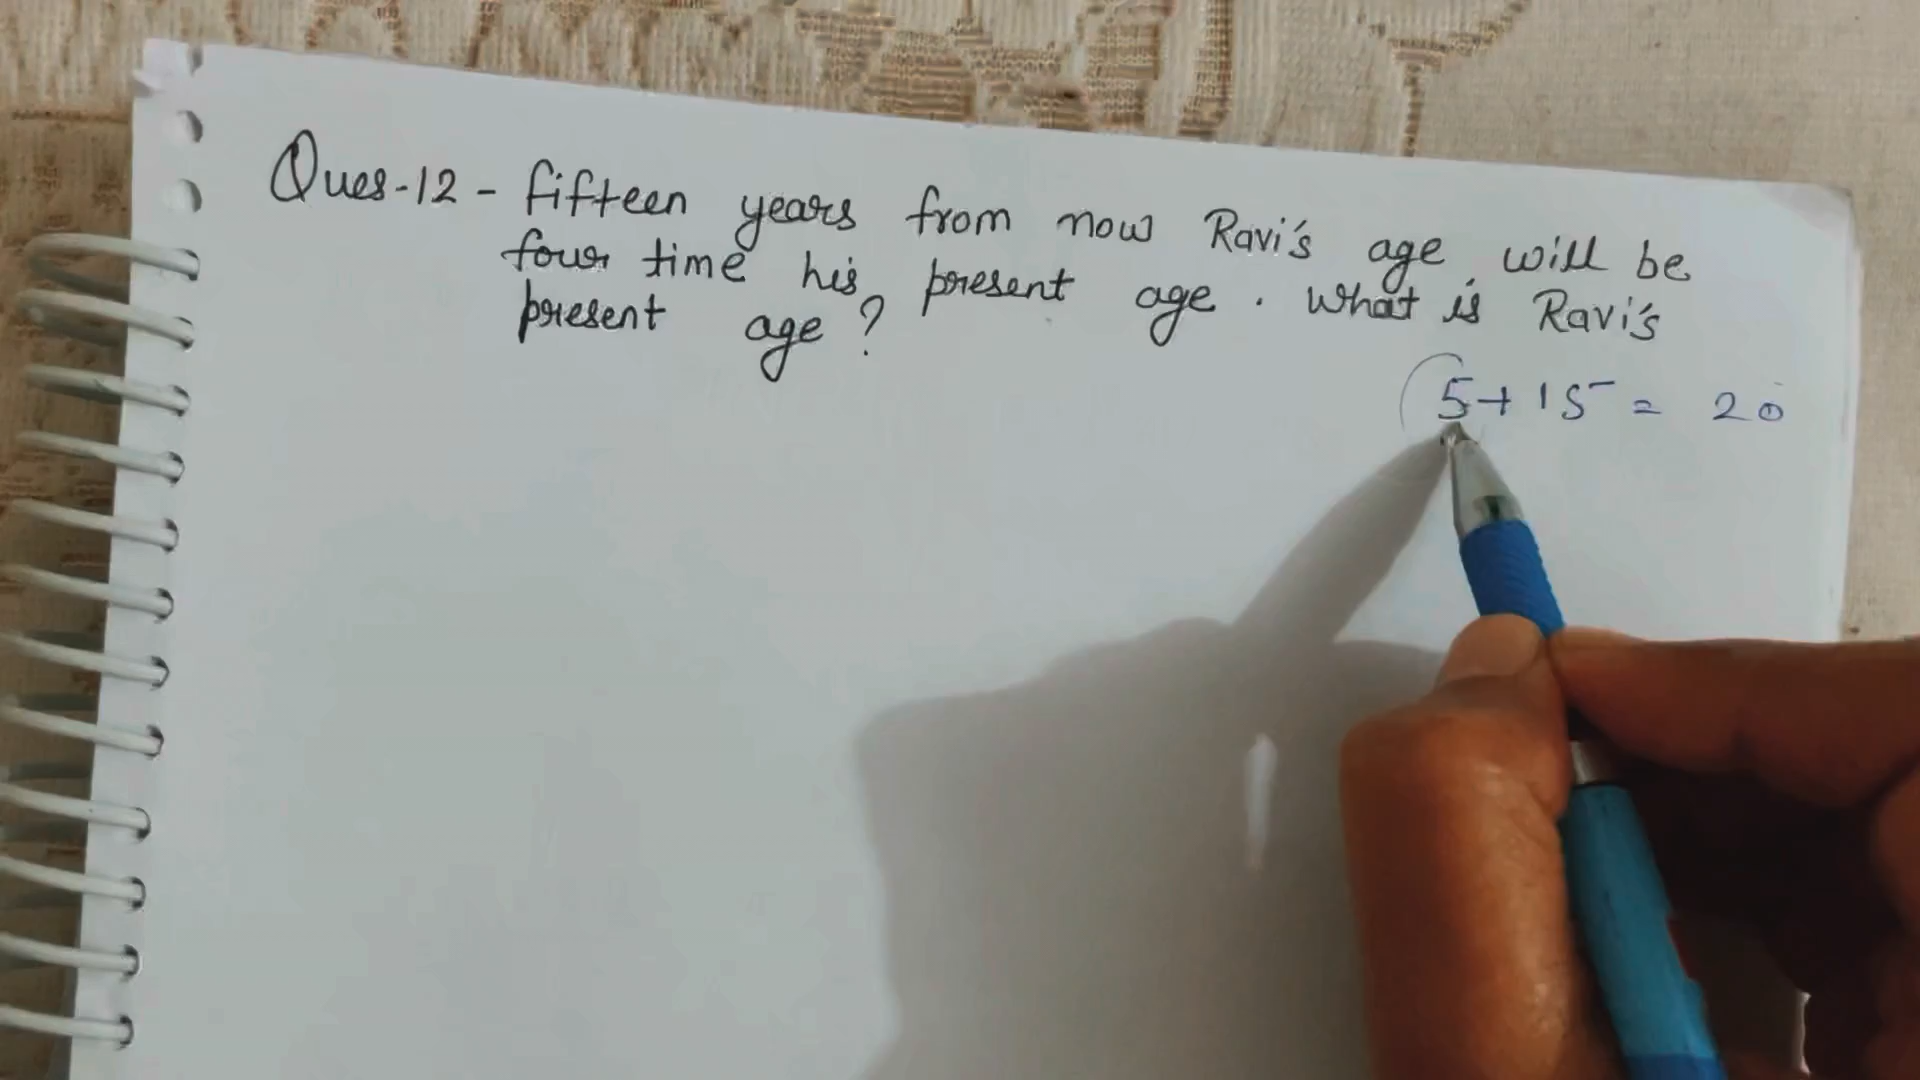 Ques-12 - fifteen years from now Ravi's age will be
four time his present age. What is Ravi's
present age?
5 + 15 = 20